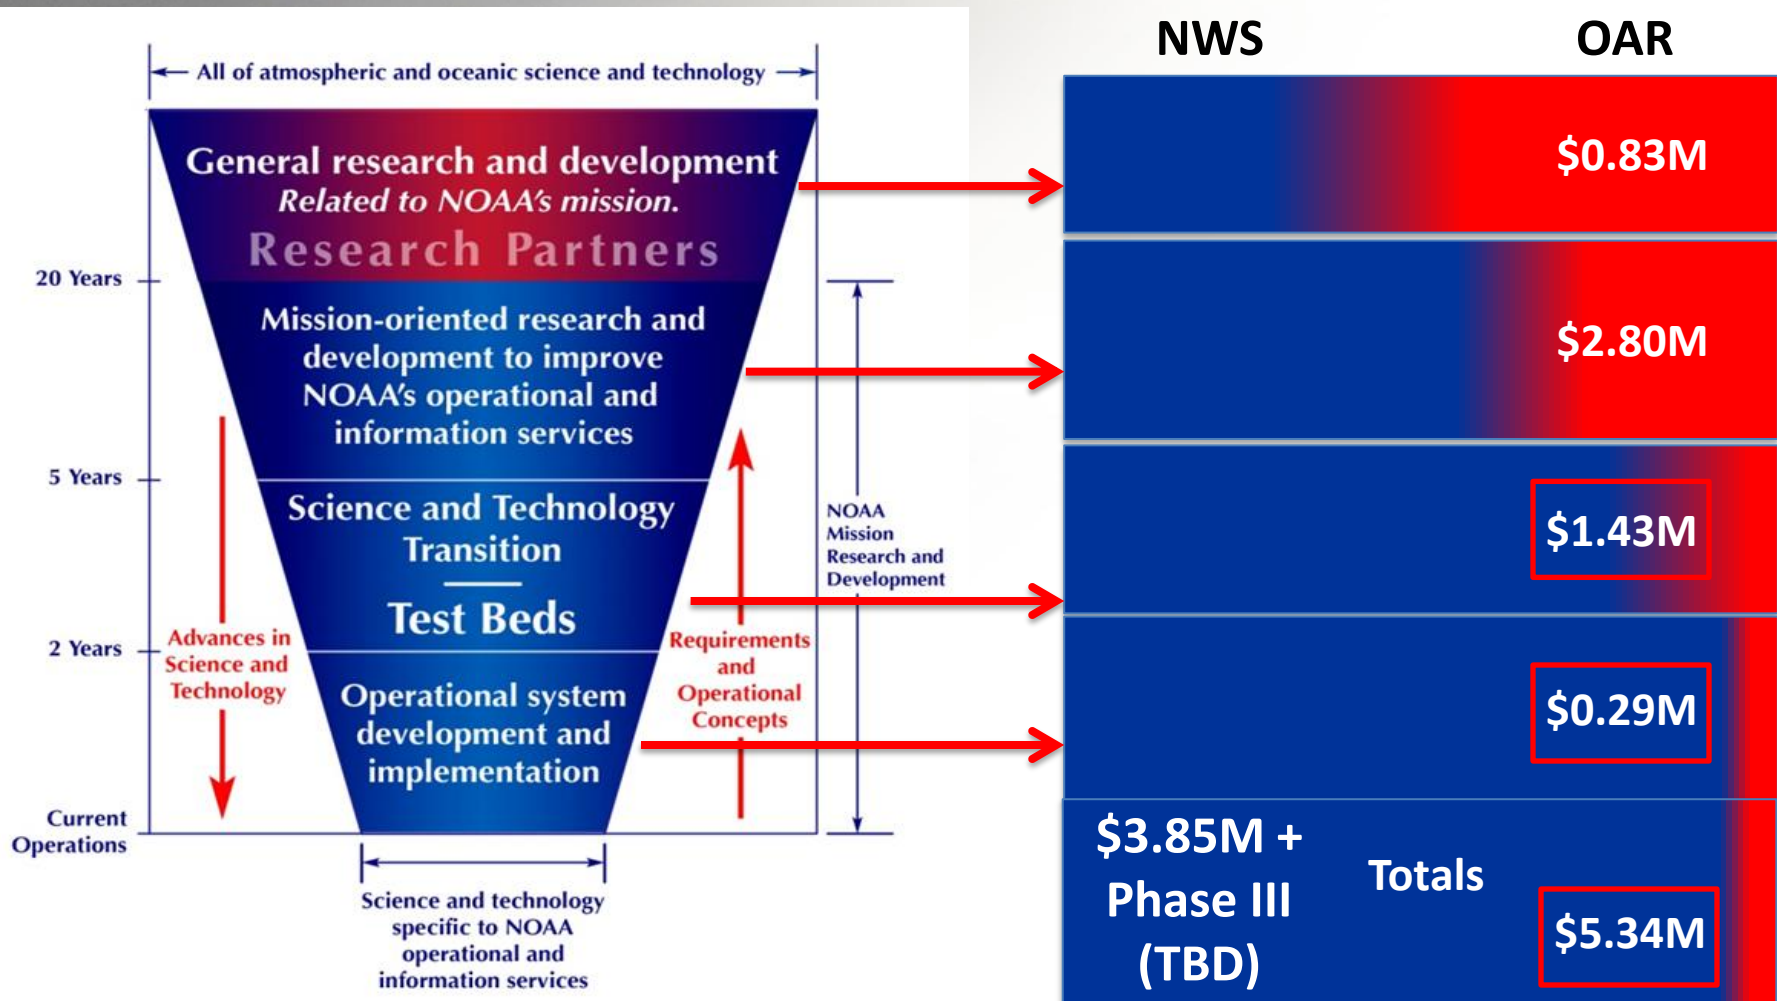 All of atmospheric and oceanic science and technology
General research and development
Related to NOAA's mission.
Research Partners
20 Years
Mission-oriented research and
development to improve
NOAA's operational and
information services
5 Years
Science and Technology
Transition
Test Beds
2 Years
Operational system
development and
implementation
Current
Operations
Advances in
Science and
Technology
Requirements
and
Operational
Concepts
NOAA
Mission
Research and
Development
Science and technology
specific to NOAA
operational and
information services
NWS
OAR
$0.83M
$2.80M
$1.43M
$0.29M
$3.85M +
Phase III
(TBD)
Totals
$5.34M